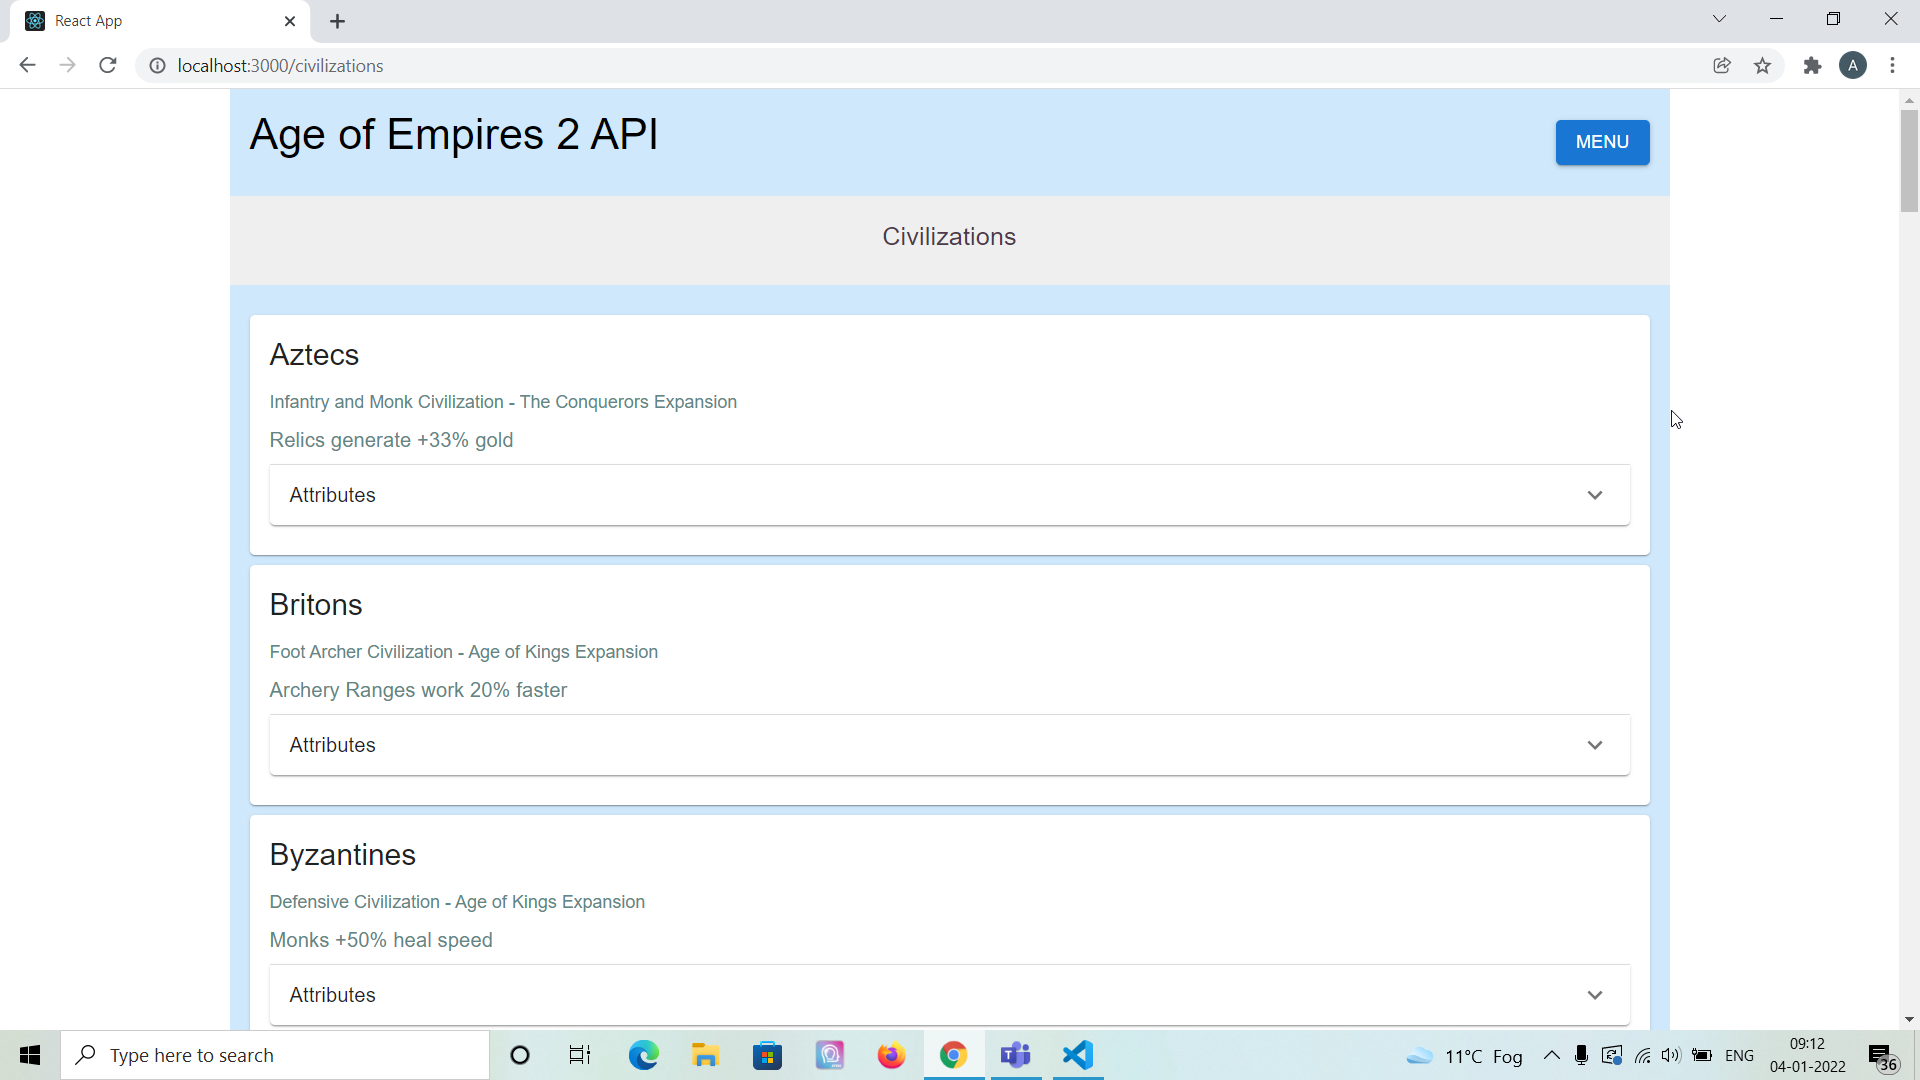 React App
localhost:3000/civilizations
A
Age of Empires 2 API
MENU
Civilizations
Aztecs
Infantry and Monk Civilization - The Conquerors Expansion
Relics generate +33% gold
Attributes
Britons
Foot Archer Civilization - Age of Kings Expansion
Archery Ranges work 20% faster
Attributes
Byzantines
Defensive Civilization - Age of Kings Expansion
Monks +50% heal speed
Attributes
Type here to search
11°C Fog
ENG
09:12
04-01-2022
36